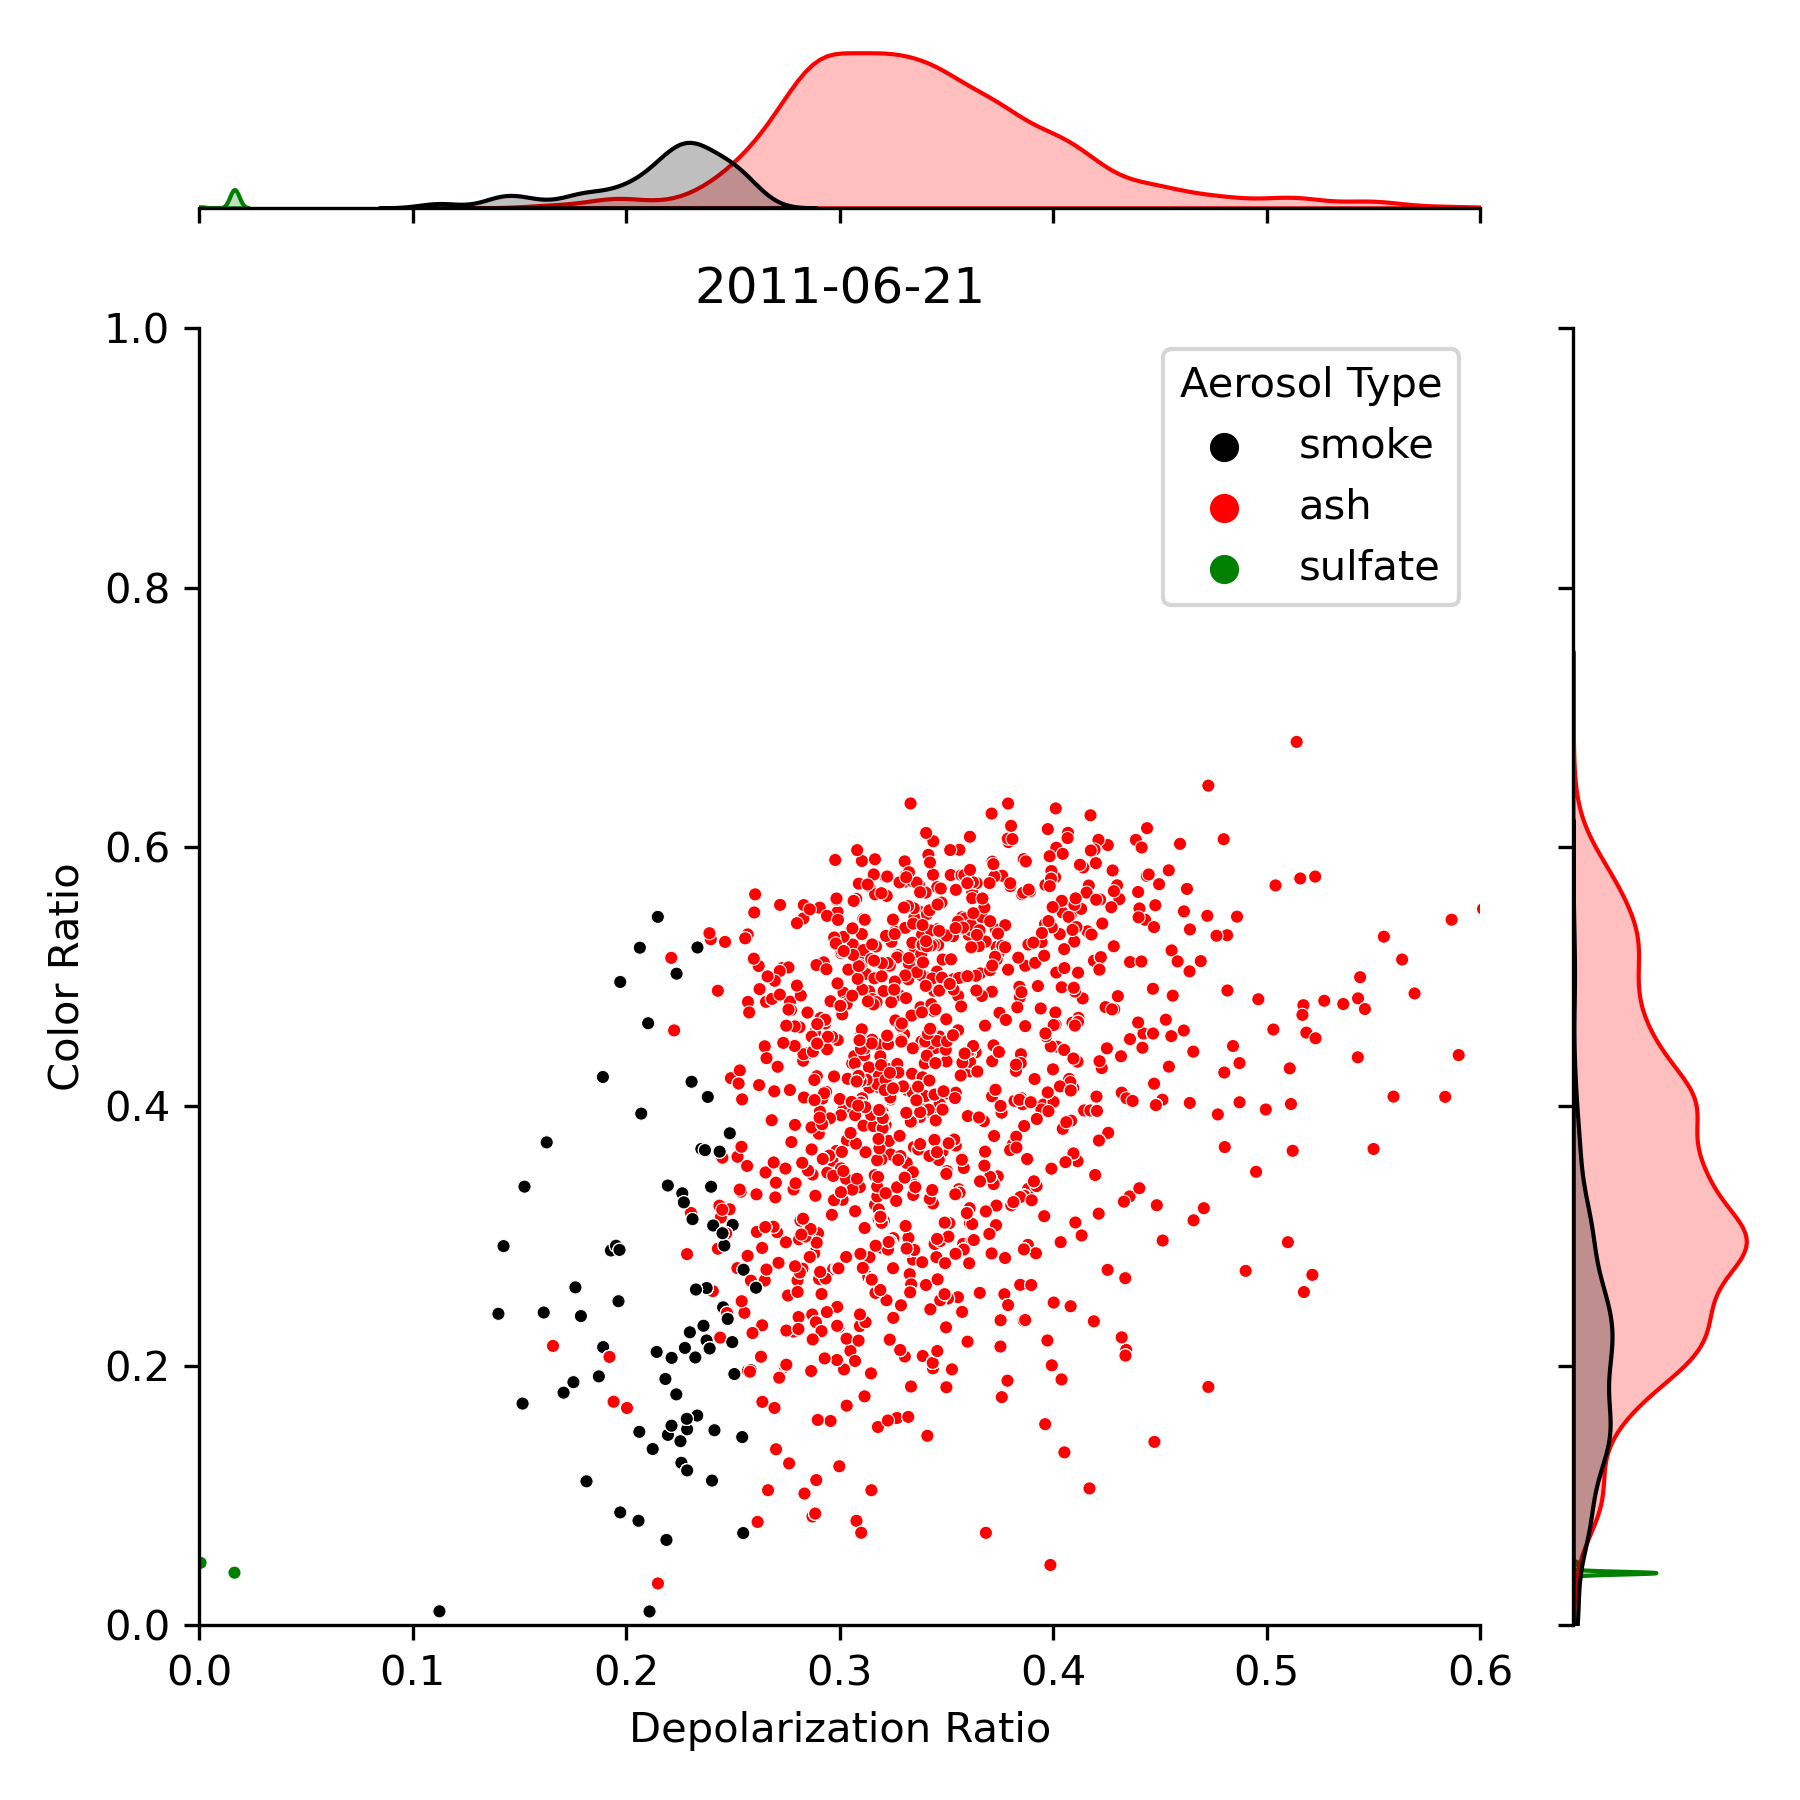 2011-06-21
1.0
0.8
0.6
0.4
0.2
0.0
Color Ratio
Aerosol Type
smoke
ash
sulfate
0.0 0.1 0.2 0.3 0.4 0.5 0.6
Depolarization Ratio